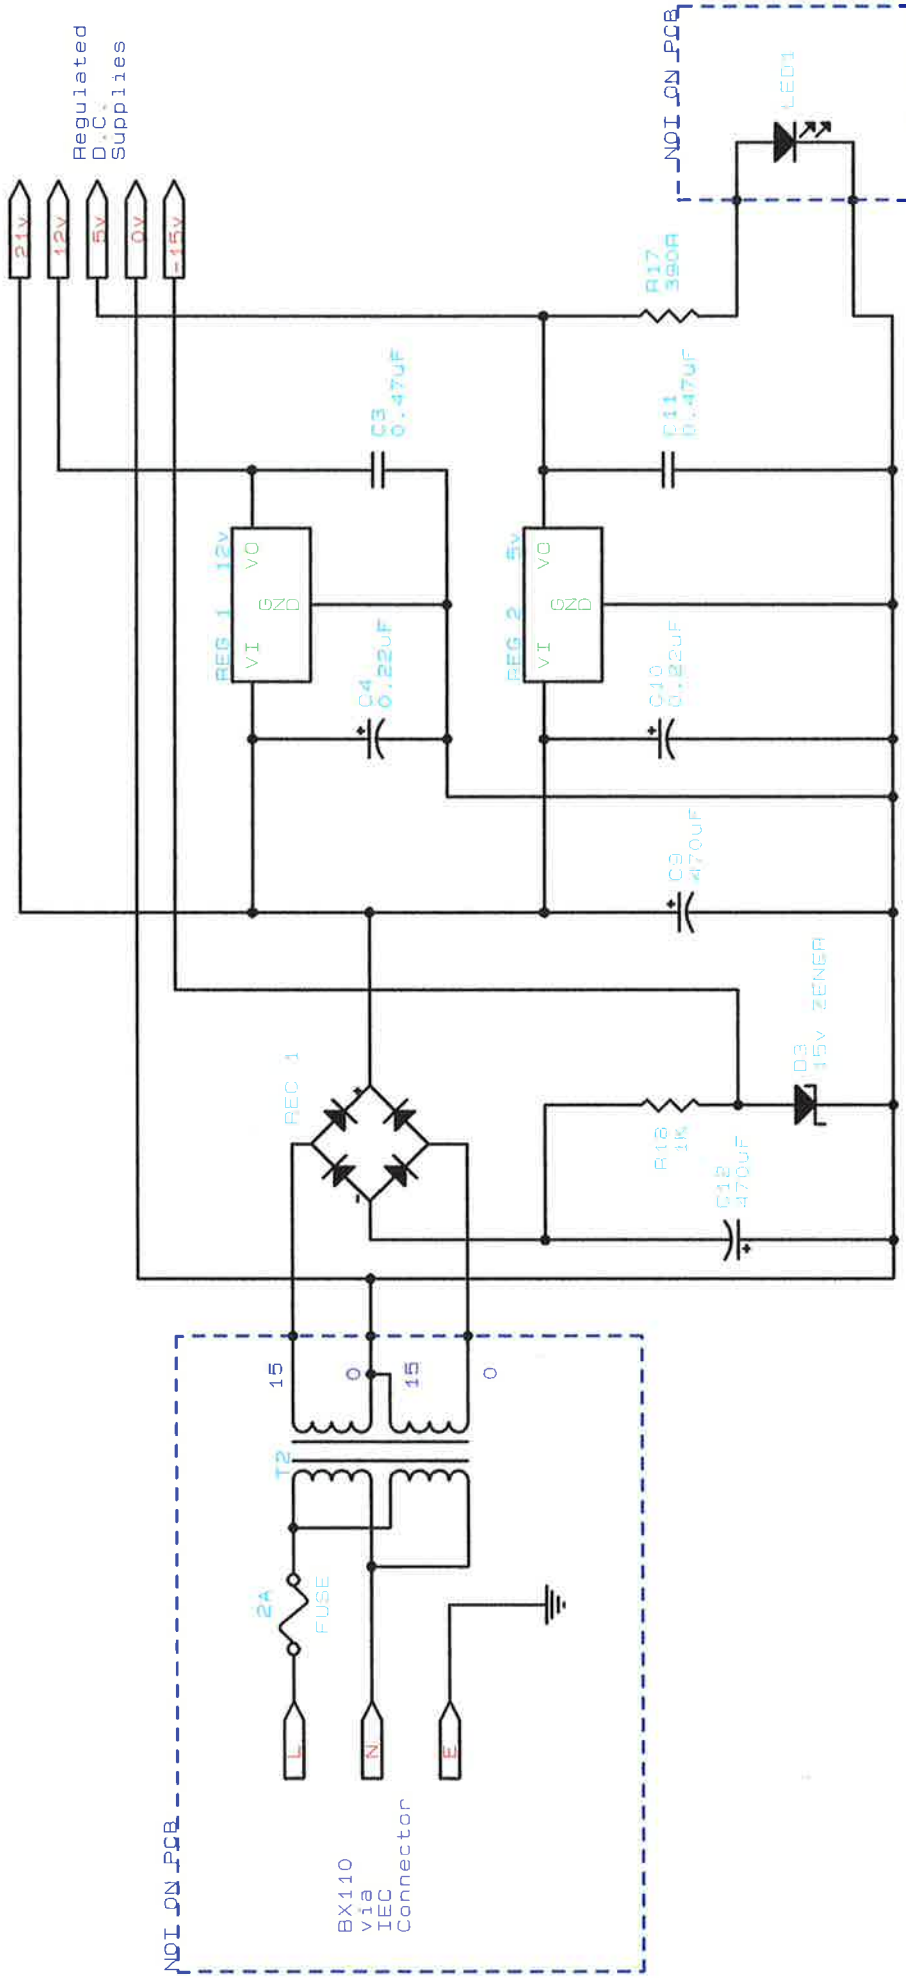 NOT ON PCB
BX110
via
IEC
Connector
L
N
E
2A
FUSE
T2
15
0
15
0
REC 1
C12
470uF
R18
1K
D3
15v ZENER
C9
470uF
REG 1 12v
VI
GND
VO
C4
0.22uF
C3
0.47uF
REG 2 5v
VI
GND
VO
C10
0.22uF
C11
0.47uF
R17
390R
21v
12v
5v
0v
-15v
Regulated
D.C.
Supplies
NOT ON PCB
LED1